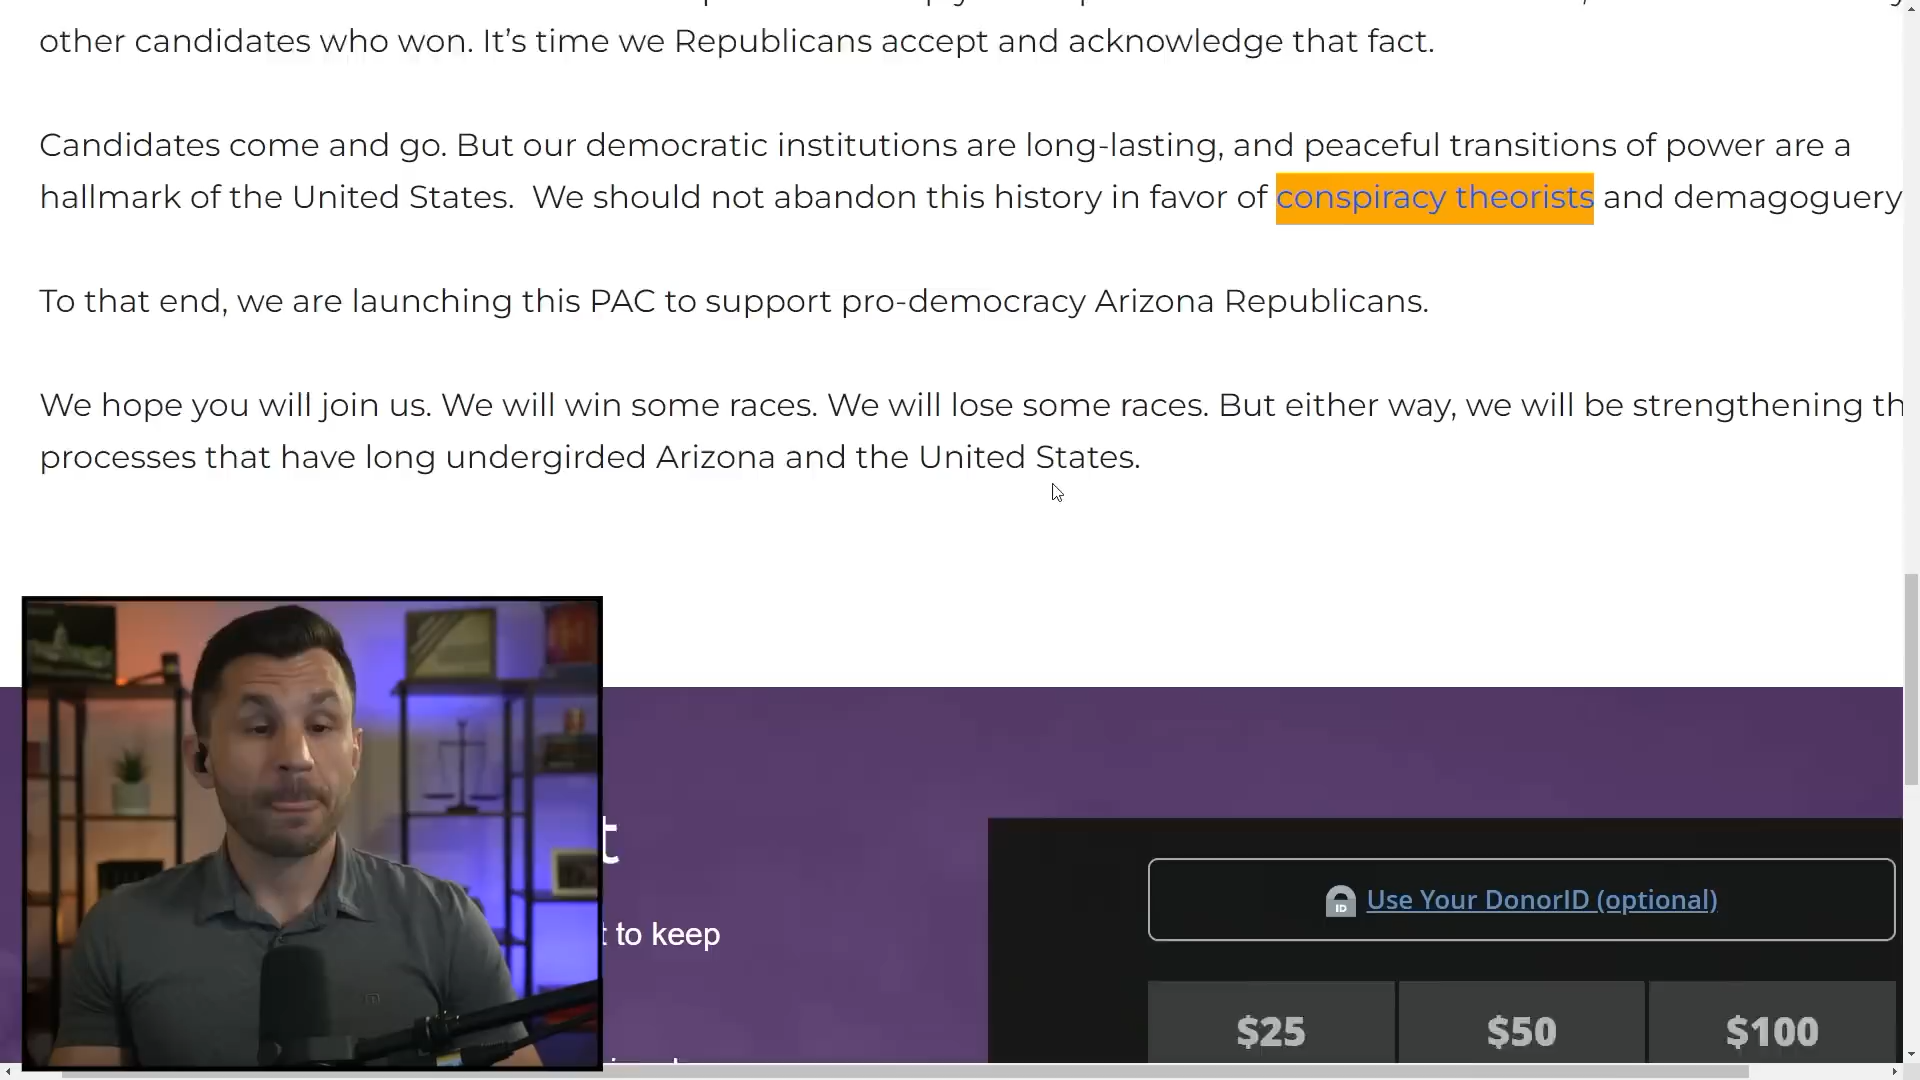 other candidates who won. It’s time we Republicans accept and acknowledge that fact.
Candidates come and go. But our democratic institutions are long-lasting, and peaceful transitions of power are a
hallmark of the United States.  We should not abandon this history in favor of conspiracy theorists and demagoguery
To that end, we are launching this PAC to support pro-democracy Arizona Republicans.
We hope you will join us. We will win some races. We will lose some races. But either way, we will be strengthening th
processes that have long undergirded Arizona and the United States.
t
t to keep
ID Use Your DonorID (optional)
$25 $50 $100